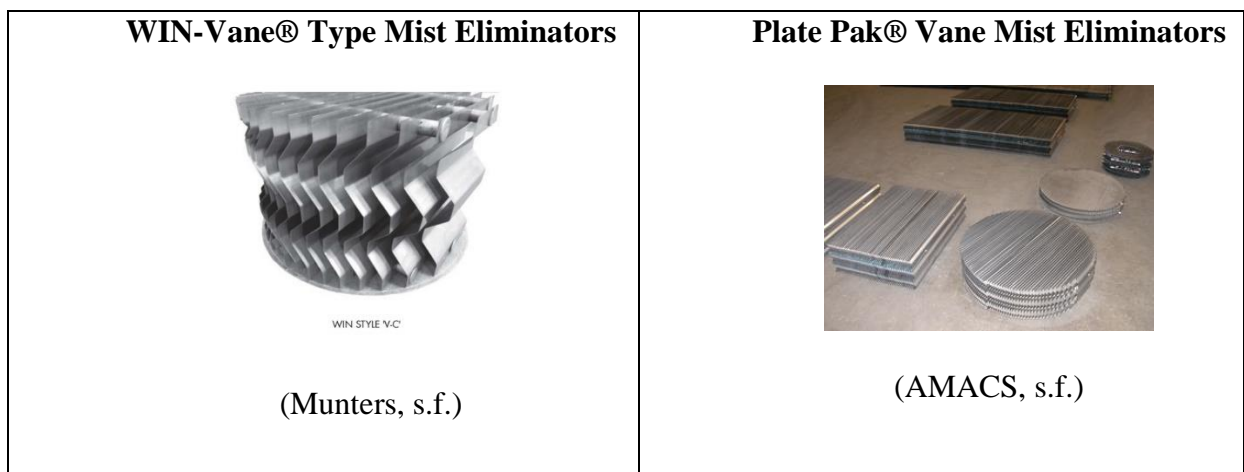 WIN-Vane® Type Mist Eliminators
WIN STYLE 'V-C'
(Munters, s.f.)
Plate Pak® Vane Mist Eliminators
(AMACS, s.f.)